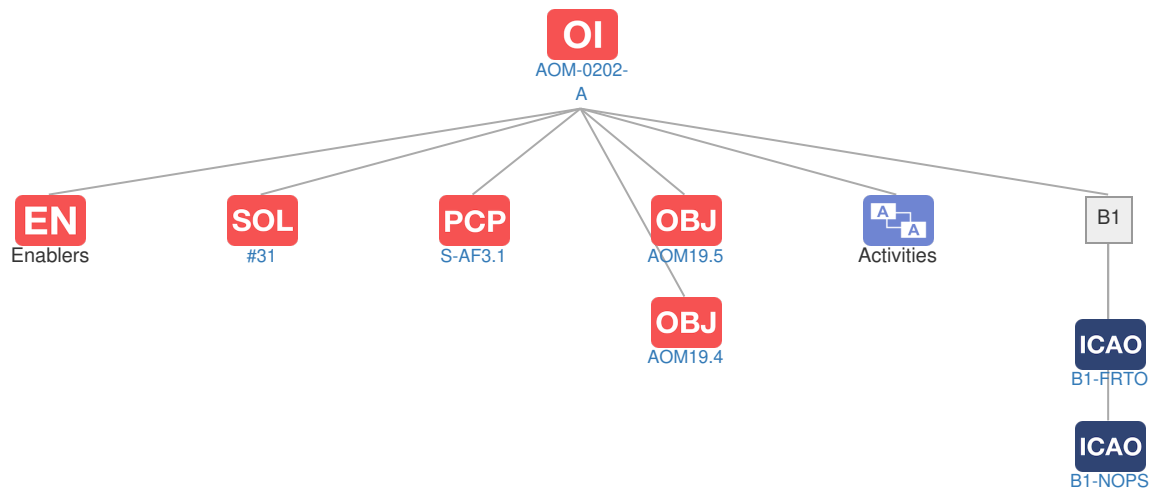 OI
AOM-0202-
A
EN
Enablers
SOL
#31
PCP
S-AF3.1
OBJ
AOM19.5
A
A
Activities
B1
OBJ
AOM19.4
ICAO
B1-FRTO
ICAO
B1-NOPS